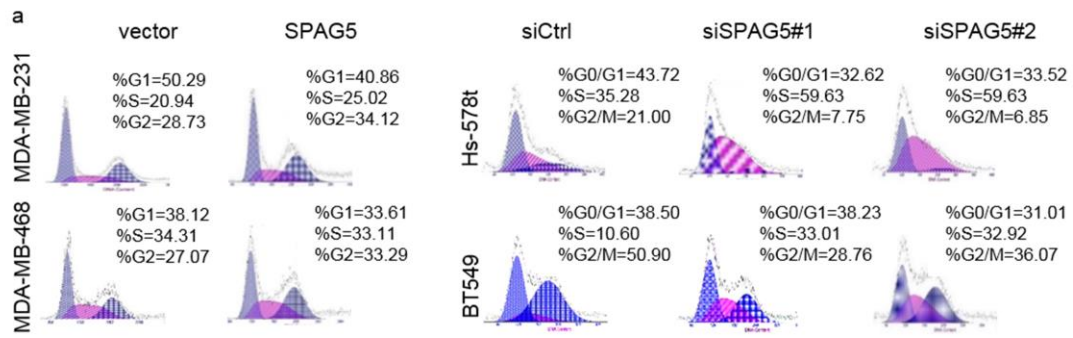 a
vector
SPAG5
siCtrl
siSPAG5#1
siSPAG5#2
MDA-MB-231
%G1=50.29
%S=20.94
%G2=28.73
%G1=40.86
%S=25.02
%G2=34.12
Hs-578t
%G0/G1=43.72
%S=35.28
%G2/M=21.00
%G0/G1=32.62
%S=59.63
%G2/M=7.75
%G0/G1=33.52
%S=59.63
%G2/M=6.85
MDA-MB-468
%G1=38.12
%S=34.31
%G2=27.07
%G1=33.61
%S=33.11
%G2=33.29
BT549
%G0/G1=38.50
%S=10.60
%G2/M=50.90
%G0/G1=38.23
%S=33.01
%G2/M=28.76
%G0/G1=31.01
%S=32.92
%G2/M=36.07